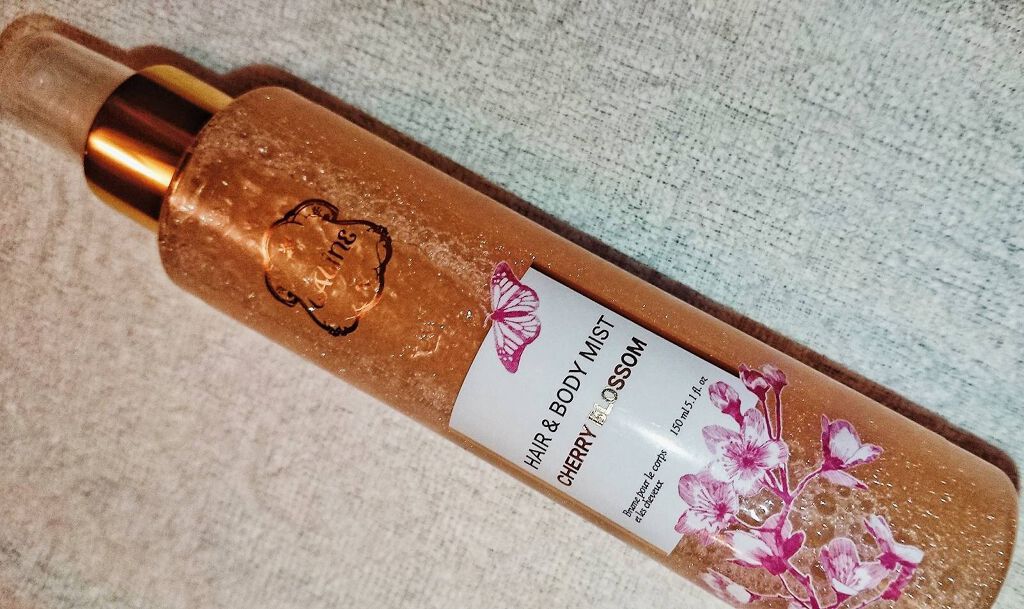 HAIR & BODY MIST
CHERRY BLOSSOM
Brume pour le corps
et les cheveux
150 ml 5.1 fl. oz